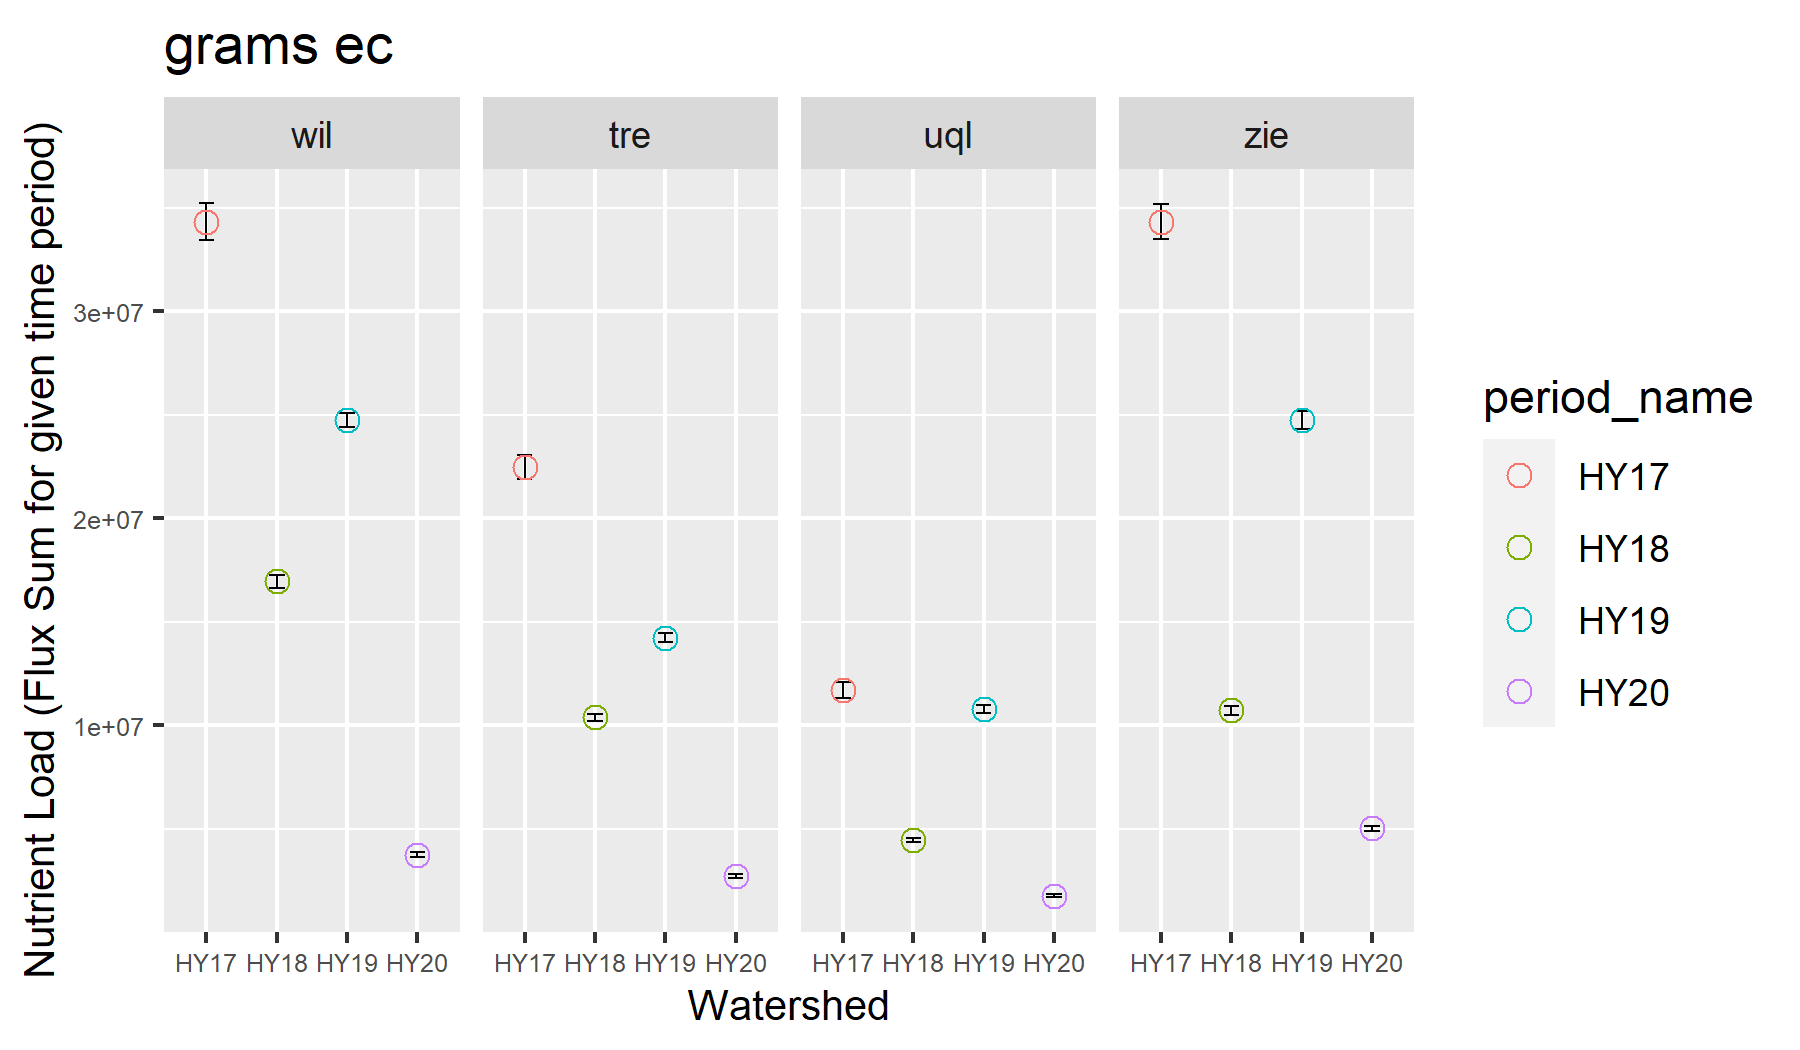 grams ec
wil tre uql zie
Nutrient Load (Flux Sum for given time period)
3e+07
2e+07
1e+07
HY17 HY18 HY19 HY20 HY17 HY18 HY19 HY20 HY17 HY18 HY19 HY20 HY17 HY18 HY19 HY20
Watershed
period_name
HY17
HY18
HY19
HY20